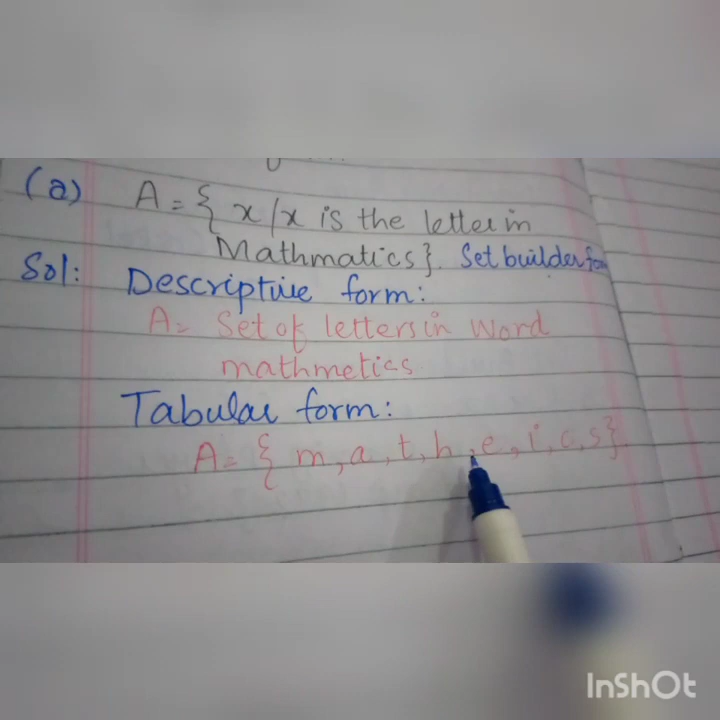 (a) A = { x/x is the letter in
Mathmatics}. Set builder form
Sol: Descriptive form:
A = Set of letters in Word
mathmetics
Tabular form:
A = { m, a, t, h, e, i, c, s}.
InShOt